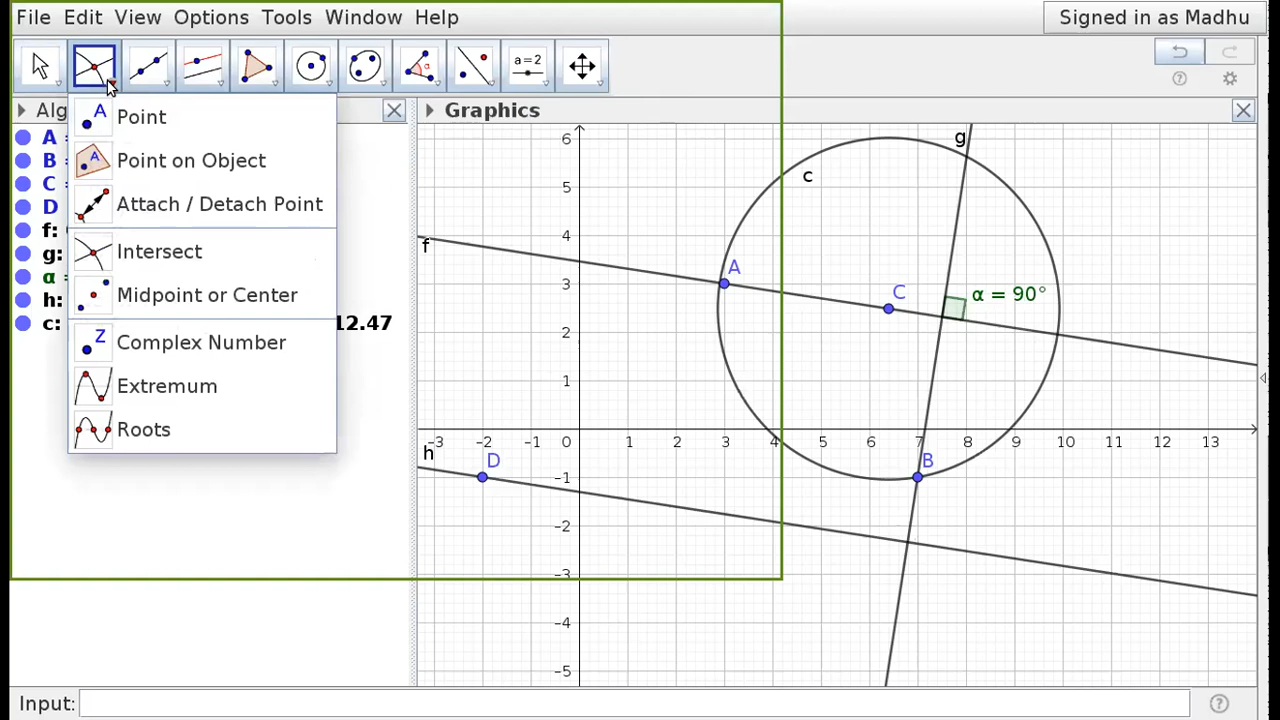 File Edit View Options Tools Window Help
Signed in as Madhu
A
α
a=2
Alg
Graphics
A =
B =
C =
D
f:
g:
α =
h:
c:
12.47
A Point
A Point on Object
Attach / Detach Point
Intersect
Midpoint or Center
Z Complex Number
Extremum
Roots
6
5
4
3
2
1
0
-1
-2
-3
-4
-5
-3 -2 -1 1 2 3 4 5 6 7 8 9 10 11 12 13
g
c
f
A
C
α = 90°
h
D
B
Input: